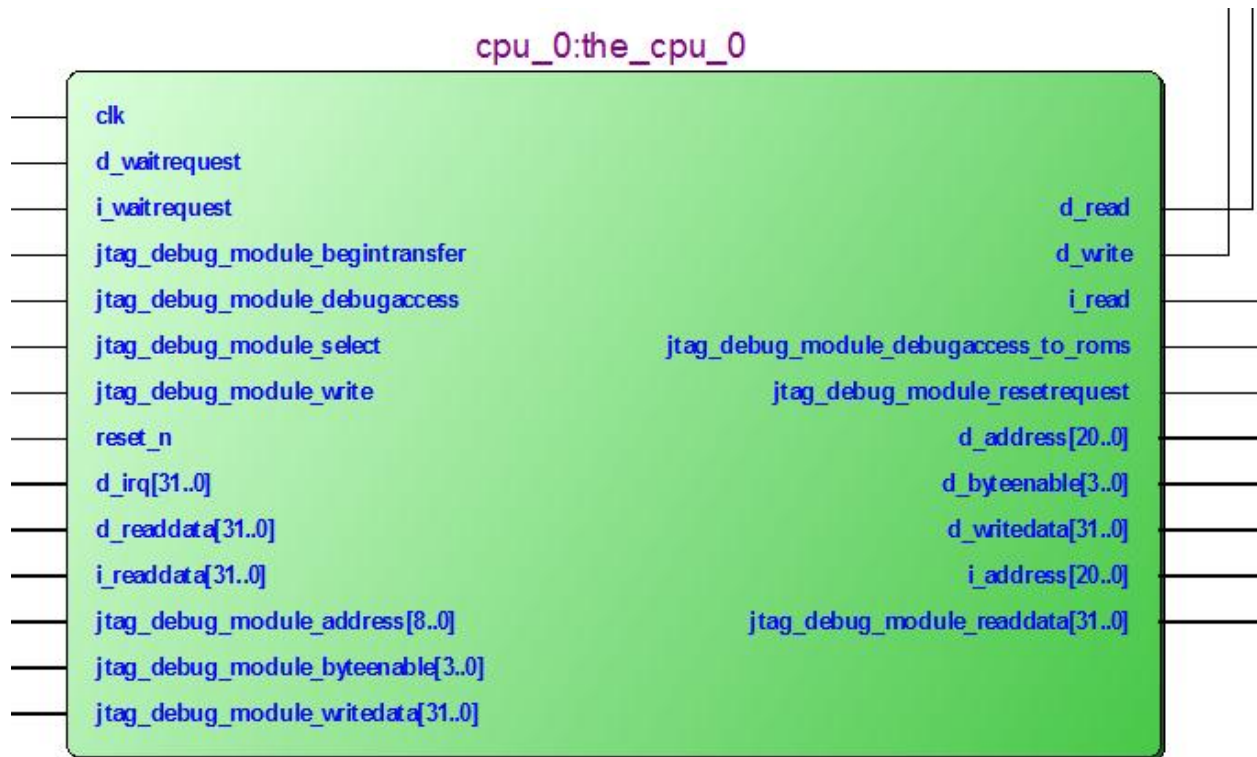 cpu_0:the_cpu_0
clk
d_waitrequest
i_waitrequest
d_read
jtag_debug_module_begintransfer
d_write
jtag_debug_module_debugaccess
i_read
jtag_debug_module_select
jtag_debug_module_debugaccess_to_roms
jtag_debug_module_write
jtag_debug_module_resetrequest
reset_n
d_address[20..0]
d_irq[31..0]
d_byteenable[3..0]
d_readdata[31..0]
d_writedata[31..0]
i_readdata[31..0]
i_address[20..0]
jtag_debug_module_address[8..0]
jtag_debug_module_readdata[31..0]
jtag_debug_module_byteenable[3..0]
jtag_debug_module_writedata[31..0]